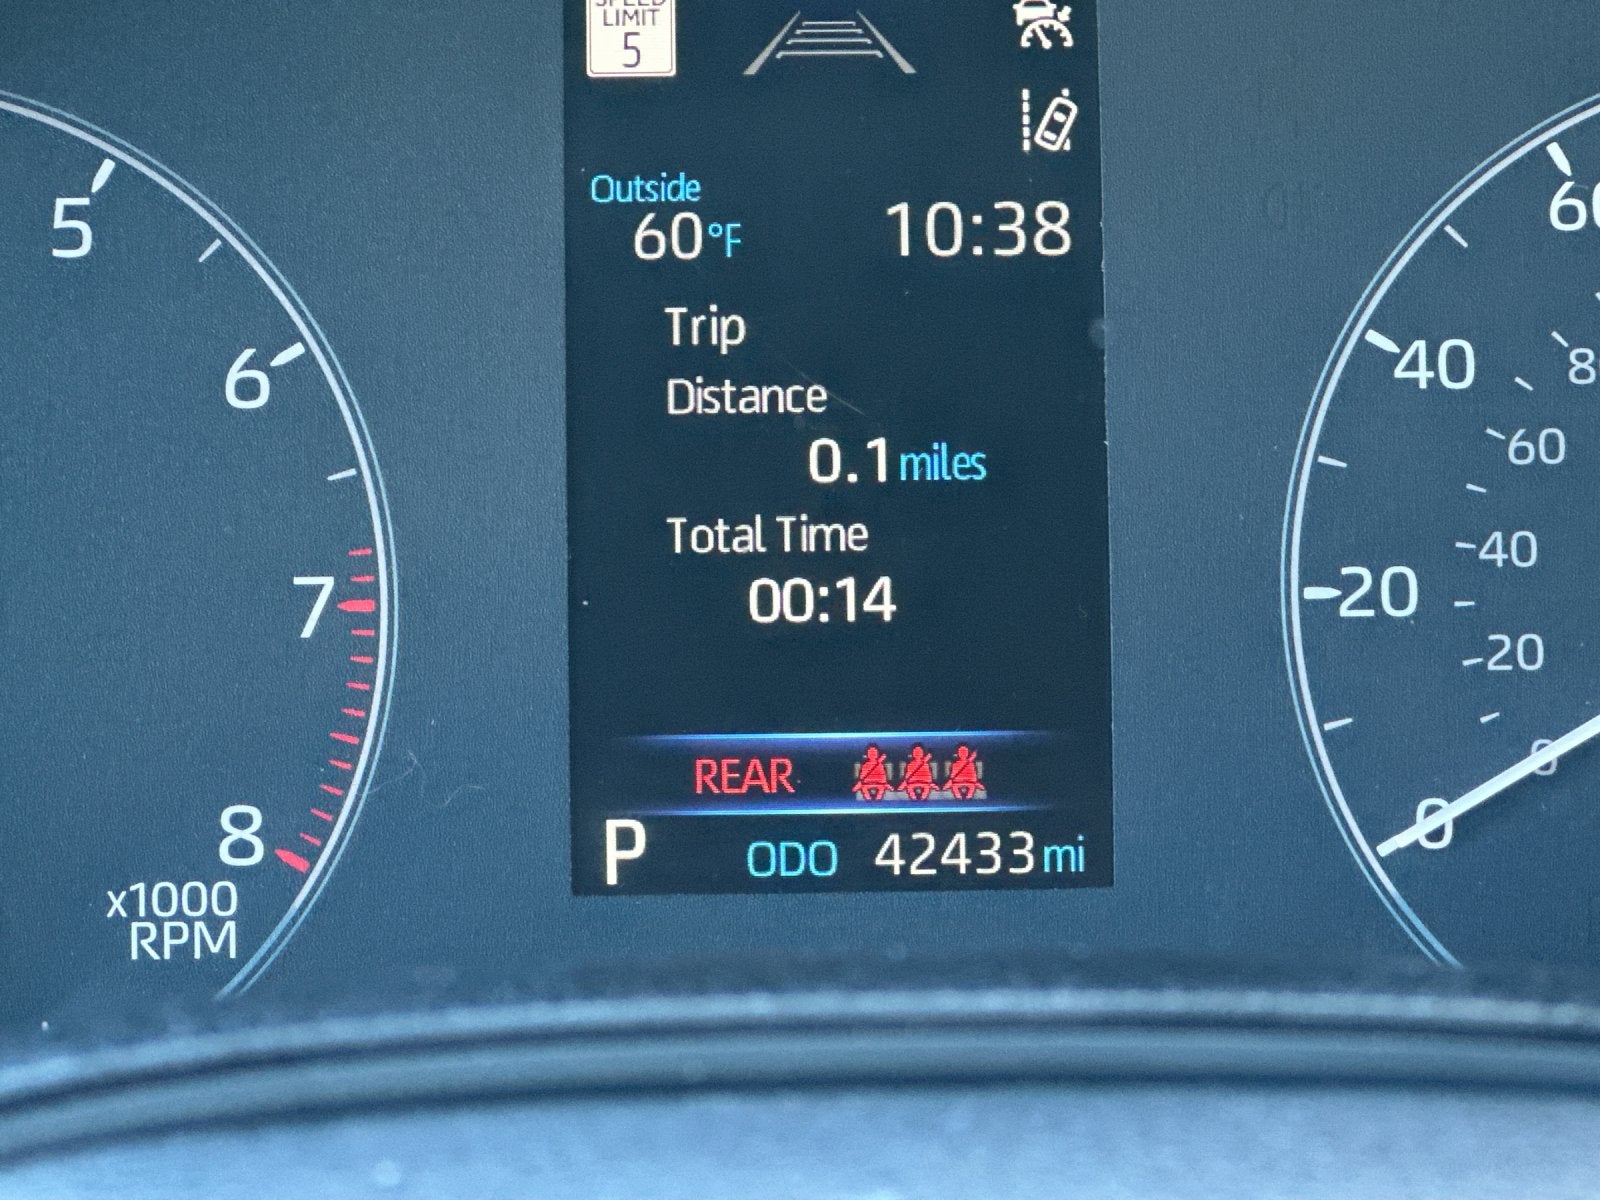 SPEED
LIMIT
5
Outside
60°F
10:38
Trip
Distance
0.1 miles
Total Time
00:14
REAR
P ODO 42433 mi
5
6
7
8
x1000
RPM
60
40
20
0
60
40
20